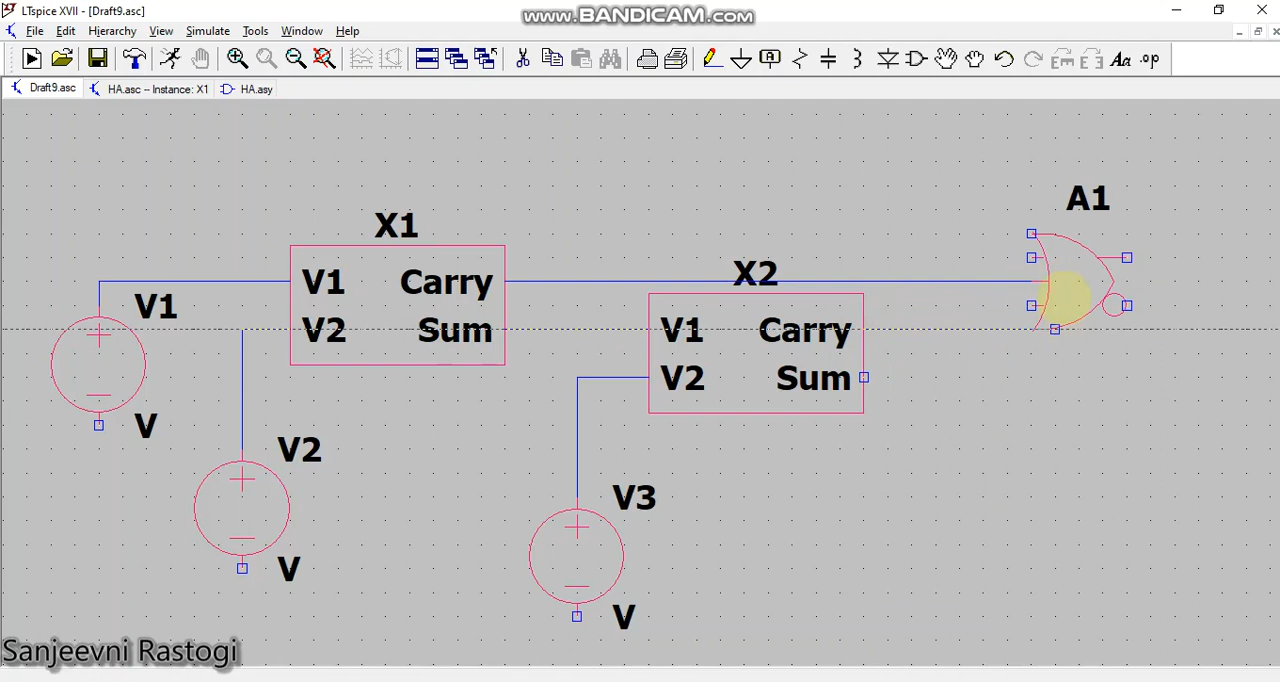 LTspice XVII - [Draft9.asc]
www.BANDICAM.com
File Edit Hierarchy View Simulate Tools Window Help
A
Aa .op
Draft9.asc HA.asc -- Instance: X1 HA.asy
A1
X1
X2
V1
V1 Carry
V2 Sum
V1 Carry
V2 Sum
V
V2
V3
V
V
Sanjeevni Rastogi